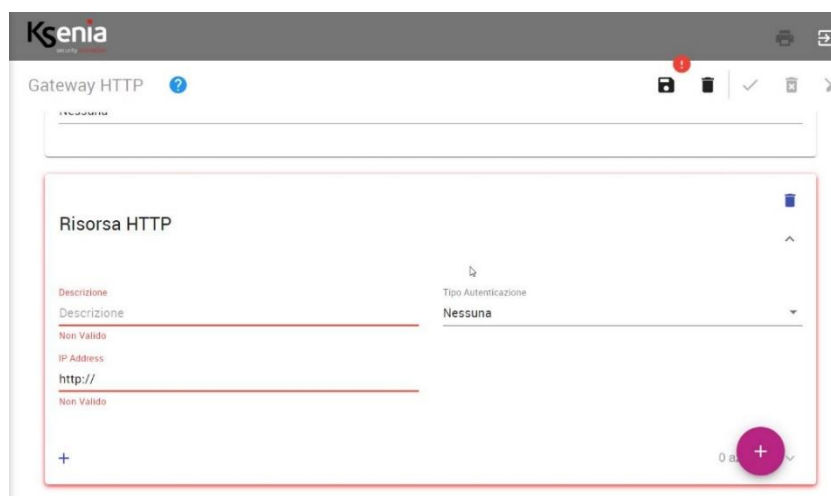 Ksenia
security innovation
Gateway HTTP ?
!
Nessuna
Risorsa HTTP
Descrizione
Tipo Autenticazione
Descrizione
Nessuna
Non Valido
IP Address
http://
Non Valido
+
0 a
+